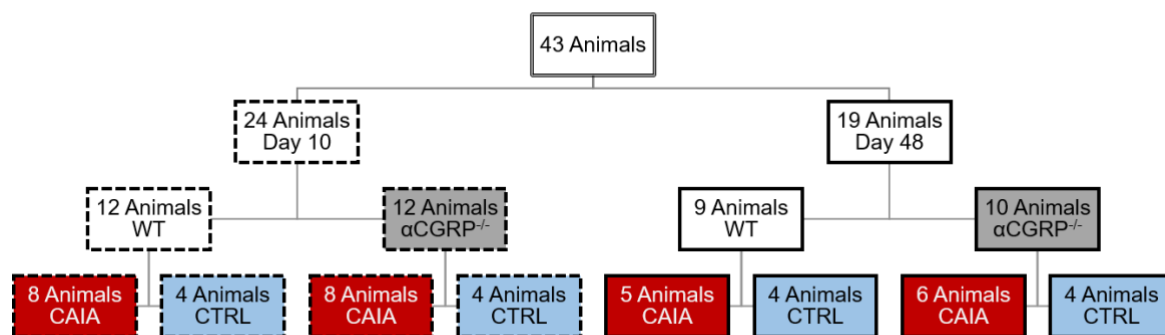 43 Animals
24 Animals
Day 10
19 Animals
Day 48
12 Animals
WT
12 Animals
αCGRP⁻/⁻
9 Animals
WT
10 Animals
αCGRP⁻/⁻
8 Animals
CAIA
4 Animals
CTRL
8 Animals
CAIA
4 Animals
CTRL
5 Animals
CAIA
4 Animals
CTRL
6 Animals
CAIA
4 Animals
CTRL